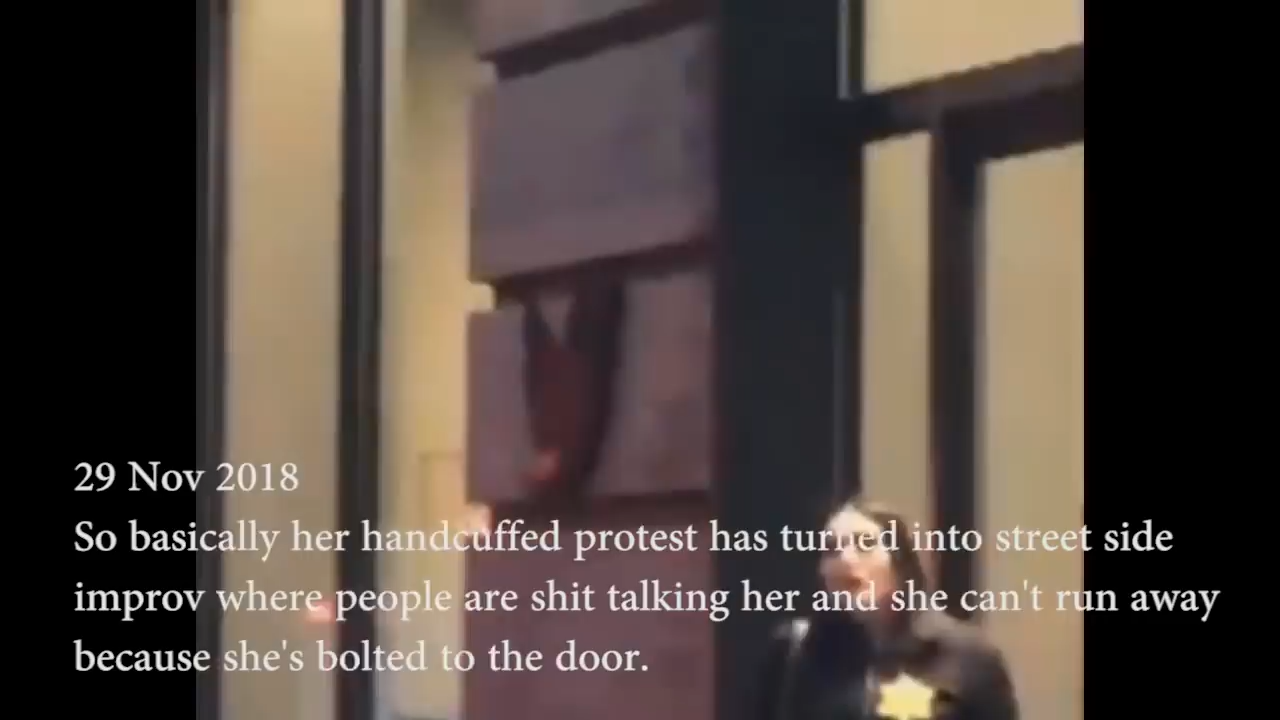 29 Nov 2018
So basically her handcuffed protest has turned into street side
improv where people are shit talking her and she can't run away
because she's bolted to the door.